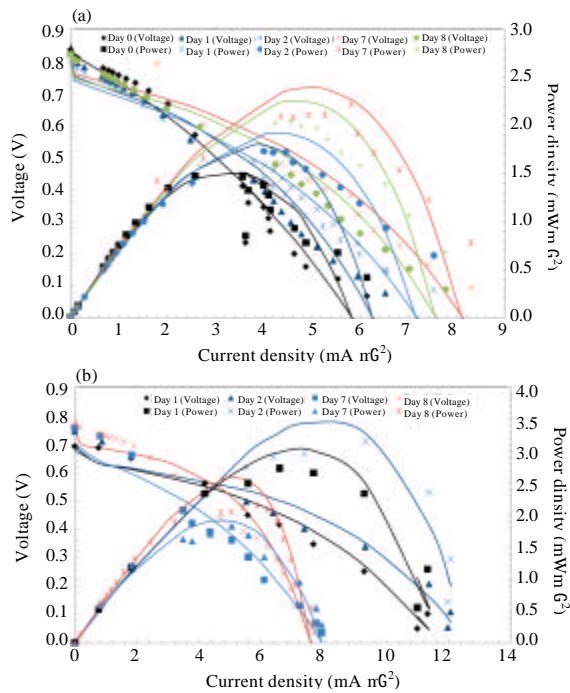 (a)
Day 0 (Voltage) Day 1 (Voltage) Day 2 (Voltage) Day 7 (Voltage) Day 8 (Voltage)
Day 0 (Power) Day 1 (Power) Day 2 (Power) Day 7 (Power) Day 8 (Power)
0.9
0.8
0.7
0.6
0.5
0.4
0.3
0.2
0.1
0.0
Voltage (V)
3.0
2.5
2.0
1.5
1.0
0.5
0.0
Power dinsity (mWm G²)
0 1 2 3 4 5 6 7 8 9
Current density (mA nG²)
(b)
Day 1 (Voltage) Day 2 (Voltage) Day 7 (Voltage) Day 8 (Voltage)
Day 1 (Power) Day 2 (Power) Day 7 (Power) Day 8 (Power)
0.9
0.8
0.7
0.6
0.5
0.4
0.3
0.2
0.1
0.0
Voltage (V)
4.0
3.5
3.0
2.5
2.0
1.5
1.0
0.5
0.0
Power dinsity (mWm G²)
0 2 4 6 8 10 12 14
Current density (mA nG²)